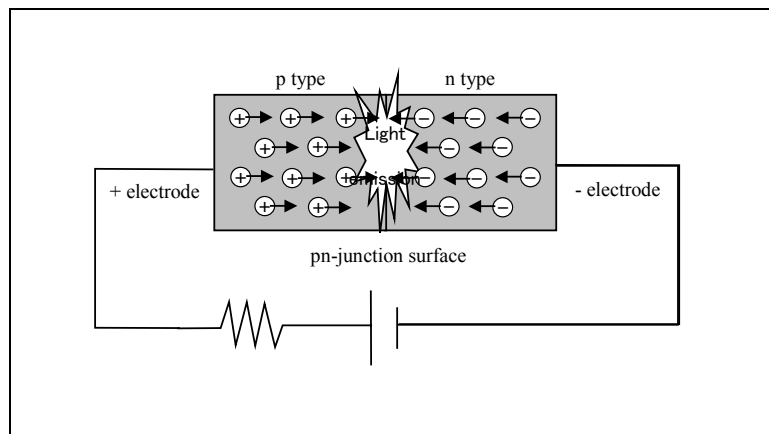 p type
n type
Light
emission
+ electrode
- electrode
pn-junction surface